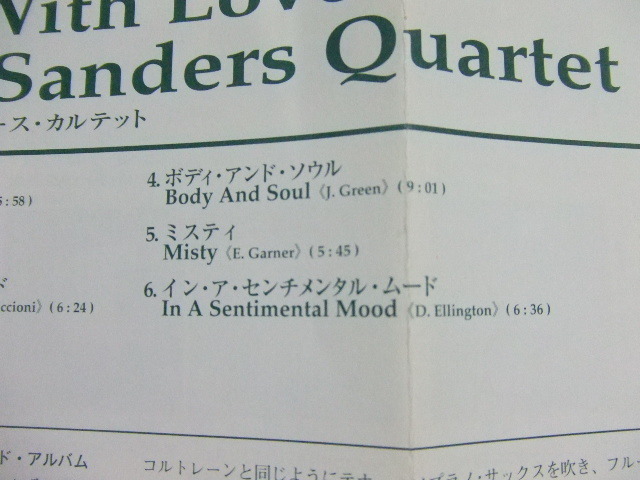 With Love
Sanders Quartet
ース・カルテット
5:58)
4. ボディ・アンド・ソウル
Body And Soul《J. Green》(9:01)
5. ミスティ
Misty《E. Garner》(5:45)
ド
ccioni》(6:24)
6. イン・ア・センチメンタル・ムード
In A Sentimental Mood《D. Ellington》(6:36)
ド・アルバム
コルトレーンと同じようにテナー プラノ・サックスを吹き、フルー